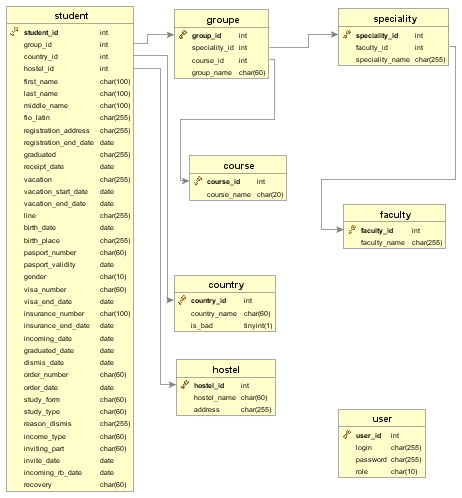 student
student_id int
group_id int
country_id int
hostel_id int
first_name char(100)
last_name char(100)
middle_name char(100)
fio_latin char(255)
registration_address char(255)
registration_end_date date
graduated char(255)
receipt_date date
vacation char(255)
vacation_start_date date
vacation_end_date date
line char(255)
birth_date date
birth_place char(255)
pasport_number char(60)
pasport_validity date
gender char(10)
visa_number char(60)
visa_end_date date
insurance_number char(100)
insurance_end_date date
incoming_date date
graduated_date date
dismis_date date
order_number char(60)
order_date date
study_form char(60)
study_type char(60)
reason_dismis char(255)
income_type char(60)
inviting_part char(60)
invite_date date
incoming_rb_date date
recovery char(60)
groupe
group_id int
speciality_id int
course_id int
group_name char(60)
speciality
speciality_id int
faculty_id int
speciality_name char(255)
course
course_id int
course_name char(20)
faculty
faculty_id int
faculty_name char(255)
country
country_id int
country_name char(60)
is_bad tinyint(1)
hostel
hostel_id int
hostel_name char(60)
address char(255)
user
user_id int
login char(255)
password char(255)
role char(10)